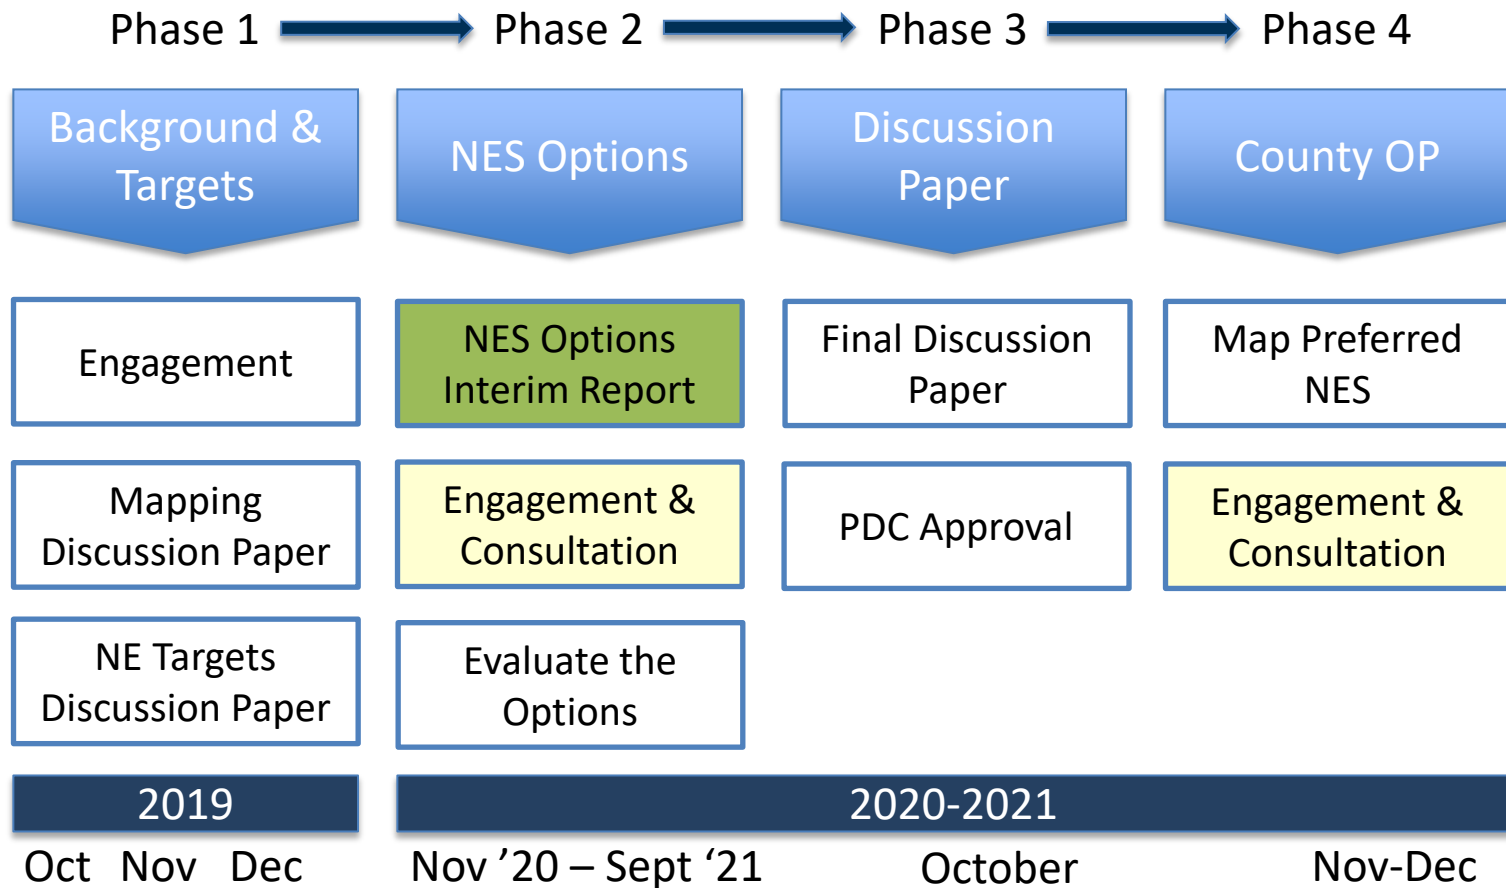 Phase 1
Phase 2
Phase 3
Phase 4
Background &
Targets
NES Options
Discussion
Paper
County OP
Engagement
NES Options
Interim Report
Final Discussion
Paper
Map Preferred
NES
Mapping
Discussion Paper
Engagement &
Consultation
PDC Approval
Engagement &
Consultation
NE Targets
Discussion Paper
Evaluate the
Options
2019
2020-2021
Oct Nov Dec
Nov ’20 – Sept ‘21
October
Nov-Dec